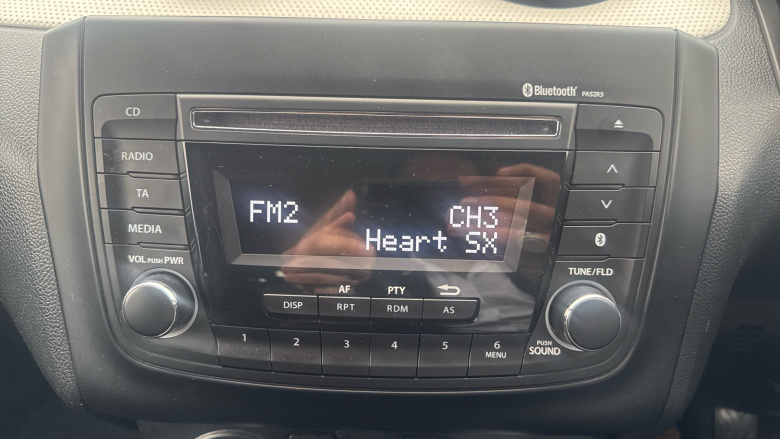 Bluetooth® PAS2R3
CD
RADIO
TA
MEDIA
VOL PUSH PWR
FM2 CH3
Heart SX
AF PTY
DISP RPT RDM AS
1 2 3 4 5 6
MENU
TUNE/FLD
PUSH
SOUND